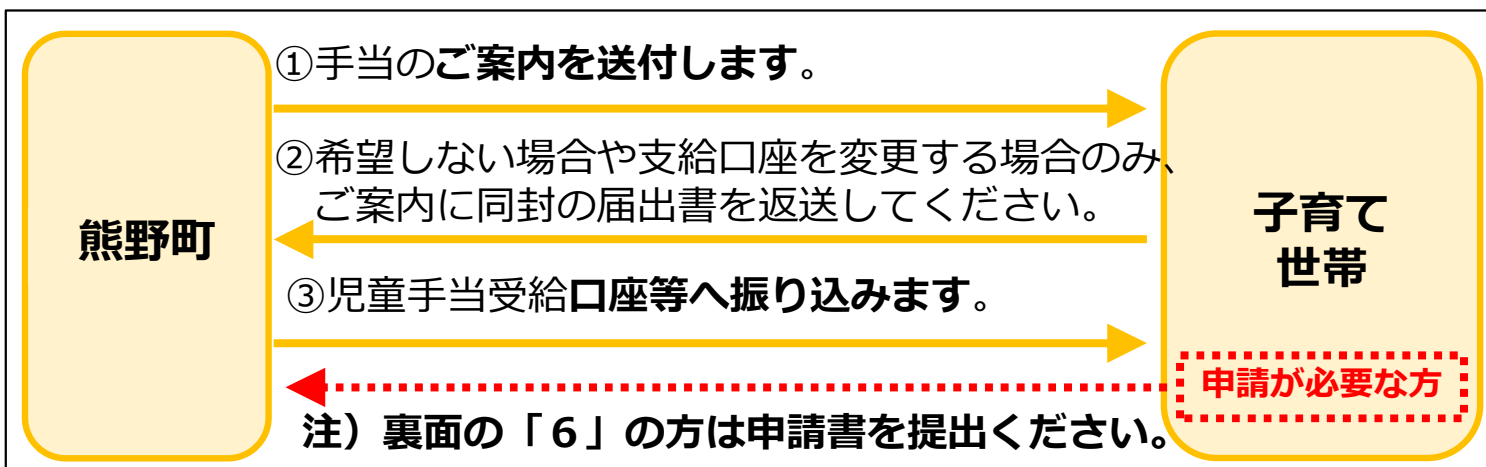 ①手当のご案内を送付します。
②希望しない場合や支給口座を変更する場合のみ、
ご案内に同封の届出書を返送してください。
熊野町
子育て
世帯
③児童手当受給口座等へ振り込みます。
申請が必要な方
注）裏面の「６」の方は申請書を提出ください。